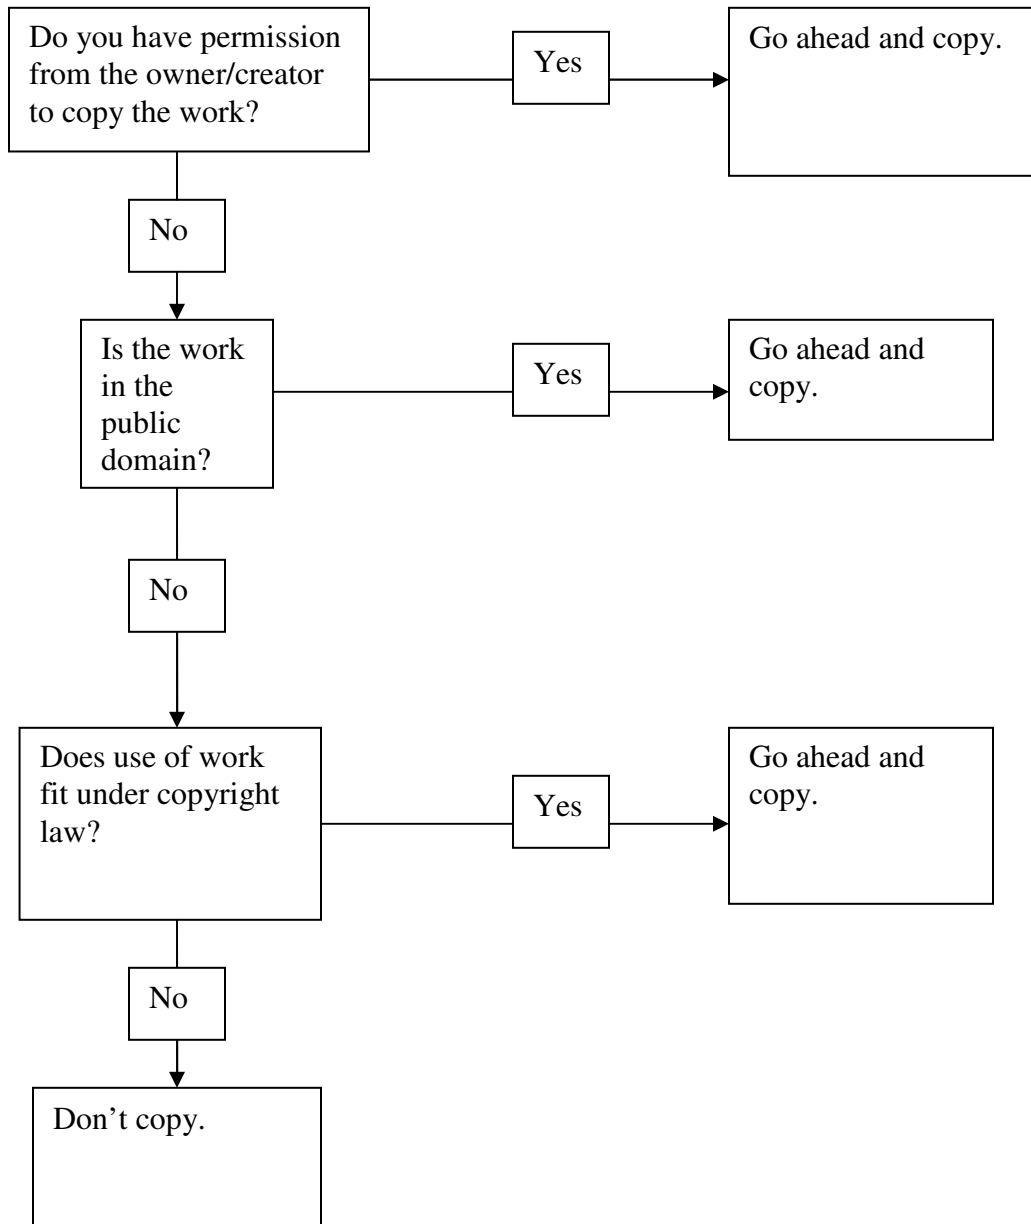 Do you have permission
from the owner/creator
to copy the work?
Yes
Go ahead and copy.
No
Is the work
in the
public
domain?
Yes
Go ahead and
copy.
No
Does use of work
fit under copyright
law?
Yes
Go ahead and
copy.
No
Don’t copy.